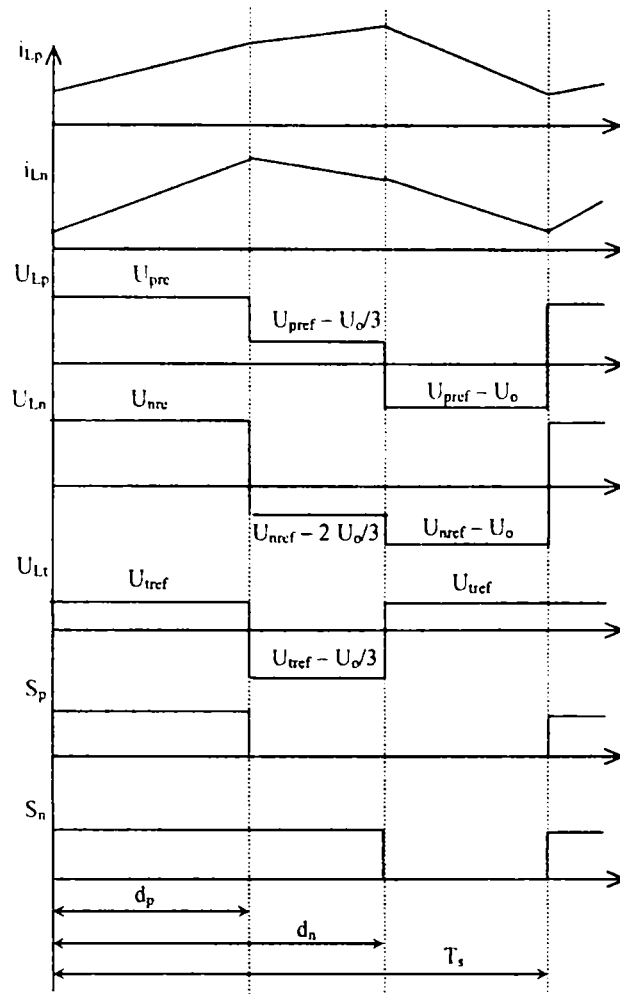 i_Lp
i_Ln
U_Lp
U_pre
U_pref – U_o/3
U_pref – U_o
U_Ln
U_nre
U_nref – 2 U_o/3
U_nref – U_o
U_Lt
U_tref
U_tref
U_tref – U_o/3
S_p
S_n
d_p
d_n
T_s